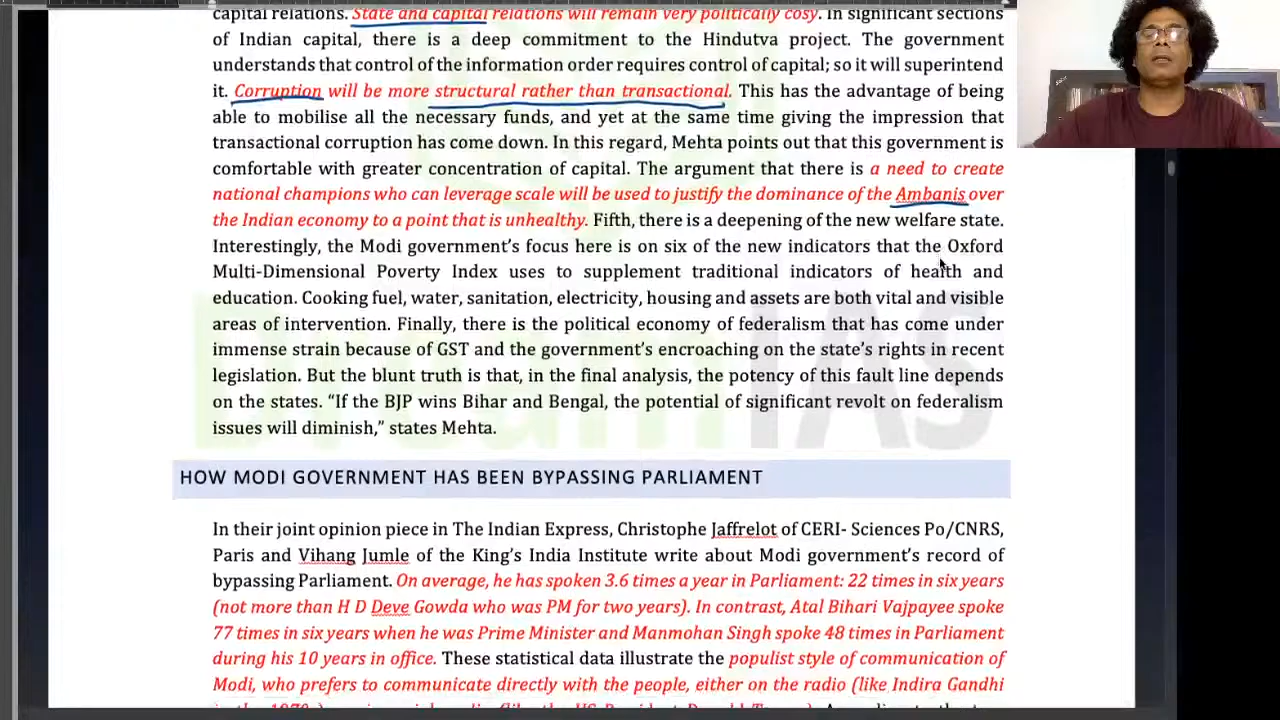 capital relations. State and capital relations will remain very politically cosy. In significant sections
of Indian capital, there is a deep commitment to the Hindutva project. The government
understands that control of the information order requires control of capital; so it will superintend
it. Corruption will be more structural rather than transactional. This has the advantage of being
able to mobilise all the necessary funds, and yet at the same time giving the impression that
transactional corruption has come down. In this regard, Mehta points out that this government is
comfortable with greater concentration of capital. The argument that there is a need to create
national champions who can leverage scale will be used to justify the dominance of the Ambanis over
the Indian economy to a point that is unhealthy. Fifth, there is a deepening of the new welfare state.
Interestingly, the Modi government's focus here is on six of the new indicators that the Oxford
Multi-Dimensional Poverty Index uses to supplement traditional indicators of health and
education. Cooking fuel, water, sanitation, electricity, housing and assets are both vital and visible
areas of intervention. Finally, there is the political economy of federalism that has come under
immense strain because of GST and the government's encroaching on the state's rights in recent
legislation. But the blunt truth is that, in the final analysis, the potency of this fault line depends
on the states. "If the BJP wins Bihar and Bengal, the potential of significant revolt on federalism
issues will diminish," states Mehta.
HOW MODI GOVERNMENT HAS BEEN BYPASSING PARLIAMENT
In their joint opinion piece in The Indian Express, Christophe Jaffrelot of CERI- Sciences Po/CNRS,
Paris and Vihang Jumle of the King's India Institute write about Modi government's record of
bypassing Parliament. On average, he has spoken 3.6 times a year in Parliament: 22 times in six years
(not more than H D Deve Gowda who was PM for two years). In contrast, Atal Bihari Vajpayee spoke
77 times in six years when he was Prime Minister and Manmohan Singh spoke 48 times in Parliament
during his 10 years in office. These statistical data illustrate the populist style of communication of
Modi, who prefers to communicate directly with the people, either on the radio (like Indira Gandhi